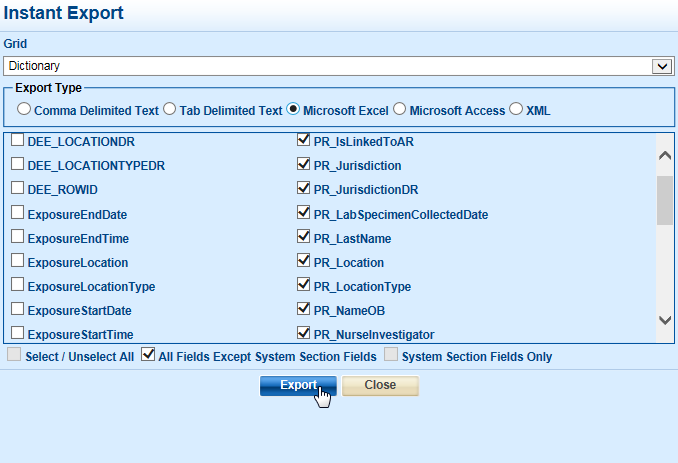 Instant Export
Grid
Dictionary
Export Type
Comma Delimited Text Tab Delimited Text Microsoft Excel Microsoft Access XML
DEE_LOCATIONDR PR_IsLinkedToAR
DEE_LOCATIONTYPEDR PR_Jurisdiction
DEE_ROWID PR_JurisdictionDR
ExposureEndDate PR_LabSpecimenCollectedDate
ExposureEndTime PR_LastName
ExposureLocation PR_Location
ExposureLocationType PR_LocationType
ExposureStartDate PR_NameOB
ExposureStartTime PR_NurseInvestigator
Select / Unselect All All Fields Except System Section Fields System Section Fields Only
Export Close